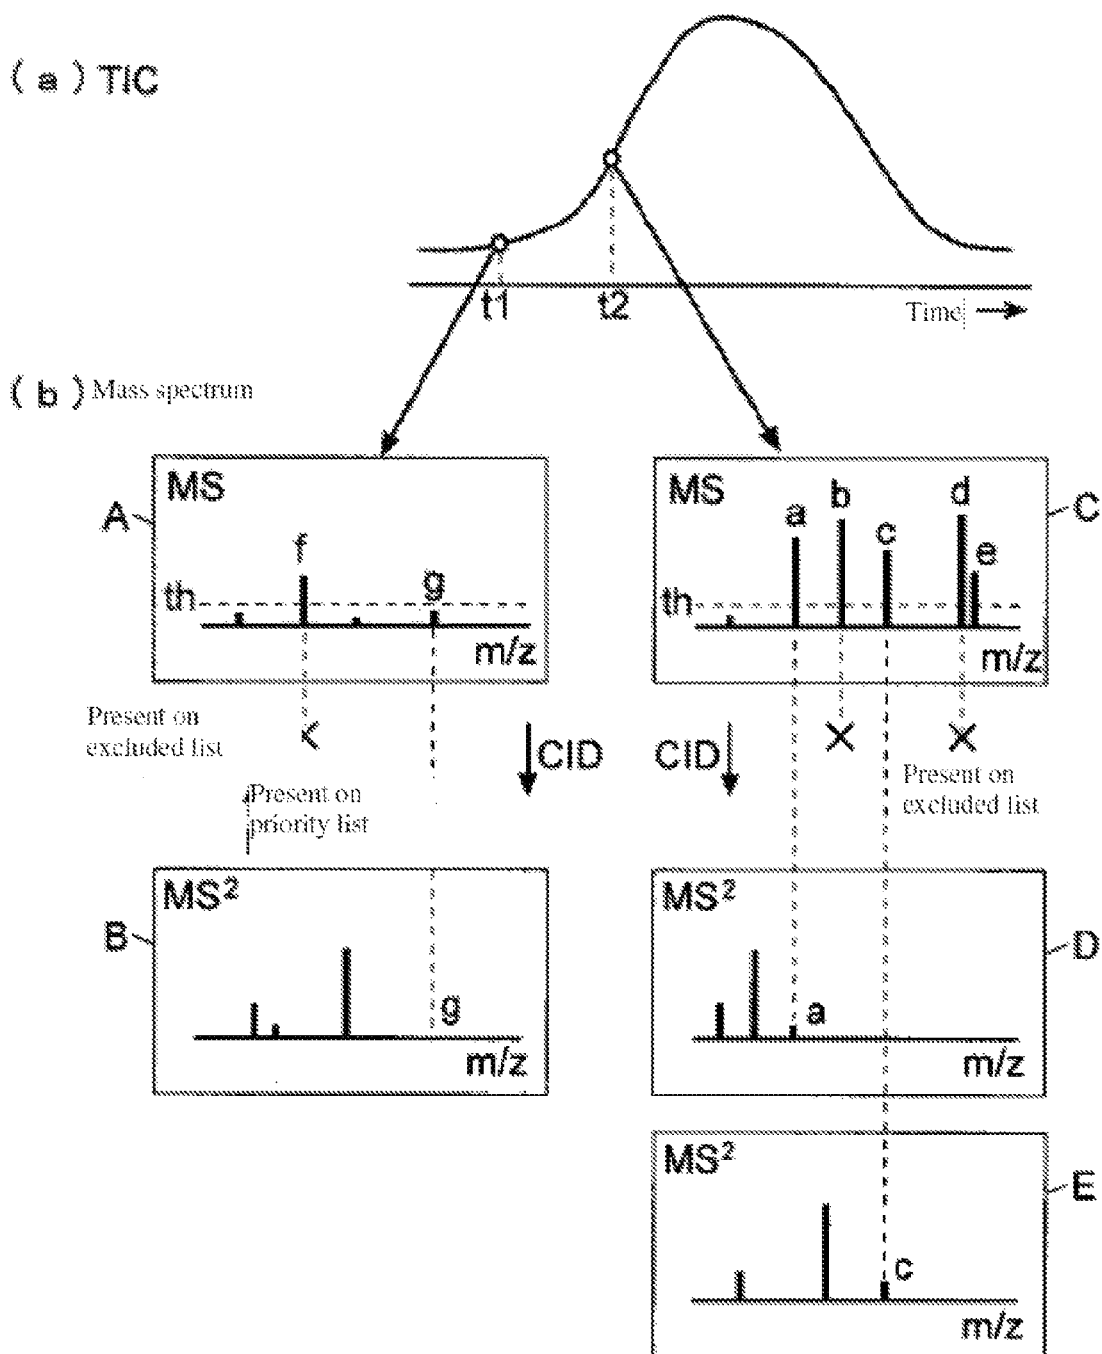 (a) TIC
t1
t2
Time
(b) Mass spectrum
MS
A
f
th
g
m/z
MS
C
a
b
c
d
e
th
m/z
Present on
excluded list
CID
CID
Present on
excluded list
Present on
priority list
MS²
B
g
m/z
MS²
D
a
m/z
MS²
E
c
m/z